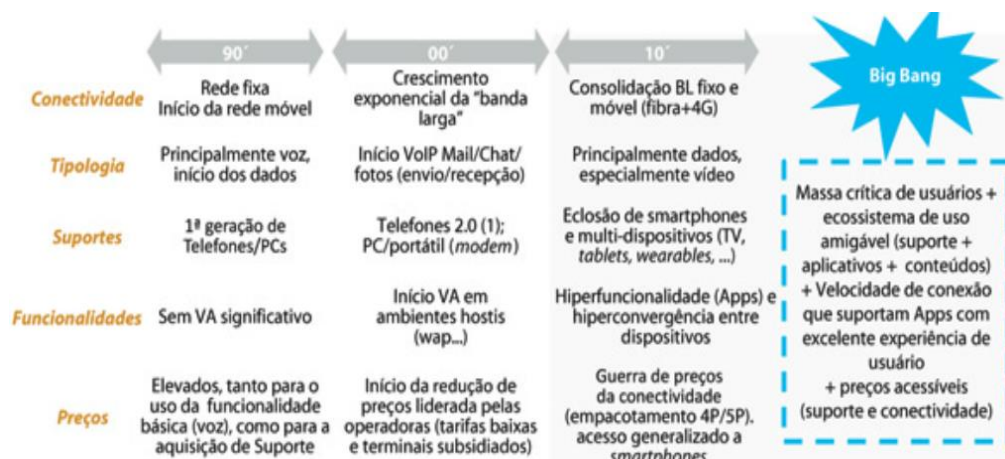 90´
00´
10´
Big Bang
Conectividade
Rede fixa
Início da rede móvel
Crescimento
exponencial da "banda
larga"
Consolidação BL fixo e
móvel (fibra+4G)
Tipologia
Principalmente voz,
início dos dados
Início VoIP Mail/Chat/
fotos (envio/recepção)
Principalmente dados,
especialmente vídeo
Suportes
1ª geração de
Telefones/PCs
Telefones 2.0 (1);
PC/portátil (modem)
Eclosão de smartphones
e multi-dispositivos (TV,
tablets, wearables, ...)
Funcionalidades
Sem VA significativo
Início VA em
ambientes hostis
(wap...)
Hiperfuncionalidade (Apps) e
hiperconvergência entre
dispositivos
Preços
Elevados, tanto para o
uso da funcionalidade
básica (voz), como para a
aquisição de Suporte
Início da redução de
preços liderada pelas
operadoras (tarifas baixas
e terminais subsidiados)
Guerra de preços
da conectividade
(empacotamento 4P/5P).
acesso generalizado a
smartphones
Massa crítica de usuários +
ecossistema de uso
amigável (suporte +
aplicativos + conteúdos)
+ Velocidade de conexão
que suportam Apps com
excelente experiência de
usuário
+ preços acessíveis
(suporte e conectividade)